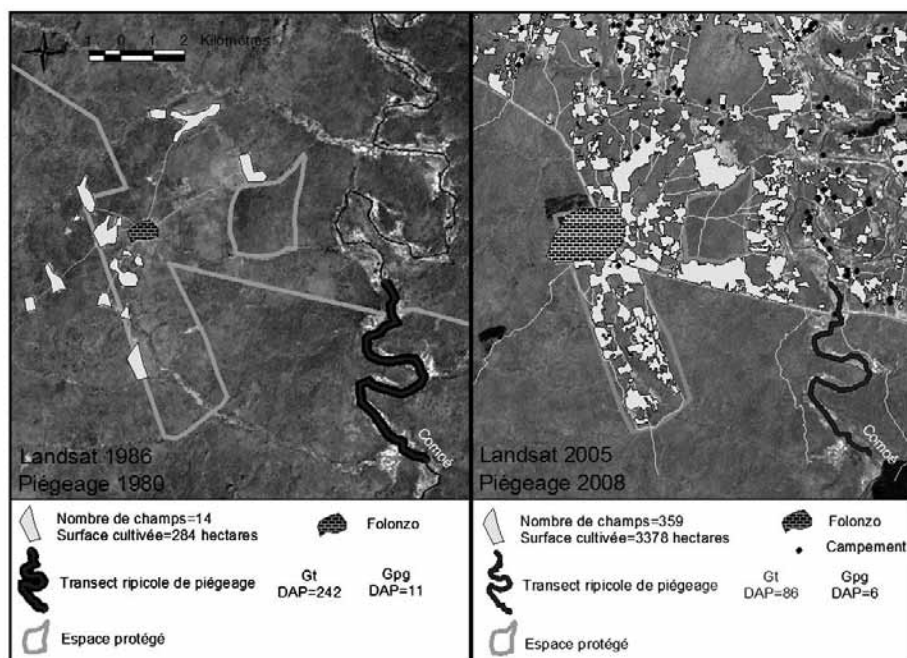 1 0 1 2 Kilomètres
Comoé
Landsat 1986
Piégeage 1980
Nombre de champs=14
Surface cultivée=284 hectares
Folonzo
Transect ripicole de piégeage
Gt
DAP=242
Gpg
DAP=11
Espace protégé
Comoé
Landsat 2005
Piégeage 2008
Nombre de champs=359
Surface cultivée=3378 hectares
Folonzo
Campement
Transect ripicole de piégeage
Gt
DAP=86
Gpg
DAP=6
Espace protégé